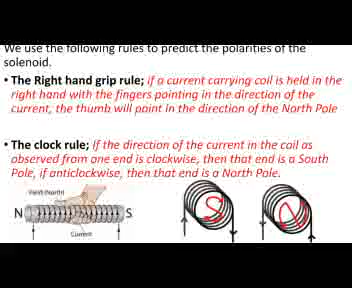 We use the following rules to predict the polarities of the
solenoid.
• The Right hand grip rule; if a current carrying coil is held in the
right hand with the fingers pointing in the direction of the
current, the thumb will point in the direction of the North Pole
• The clock rule; If the direction of the current in the coil as
observed from one end is clockwise, then that end is a South
Pole, if anticlockwise, then that end is a North Pole.
Field (North)
N S
Current
S N